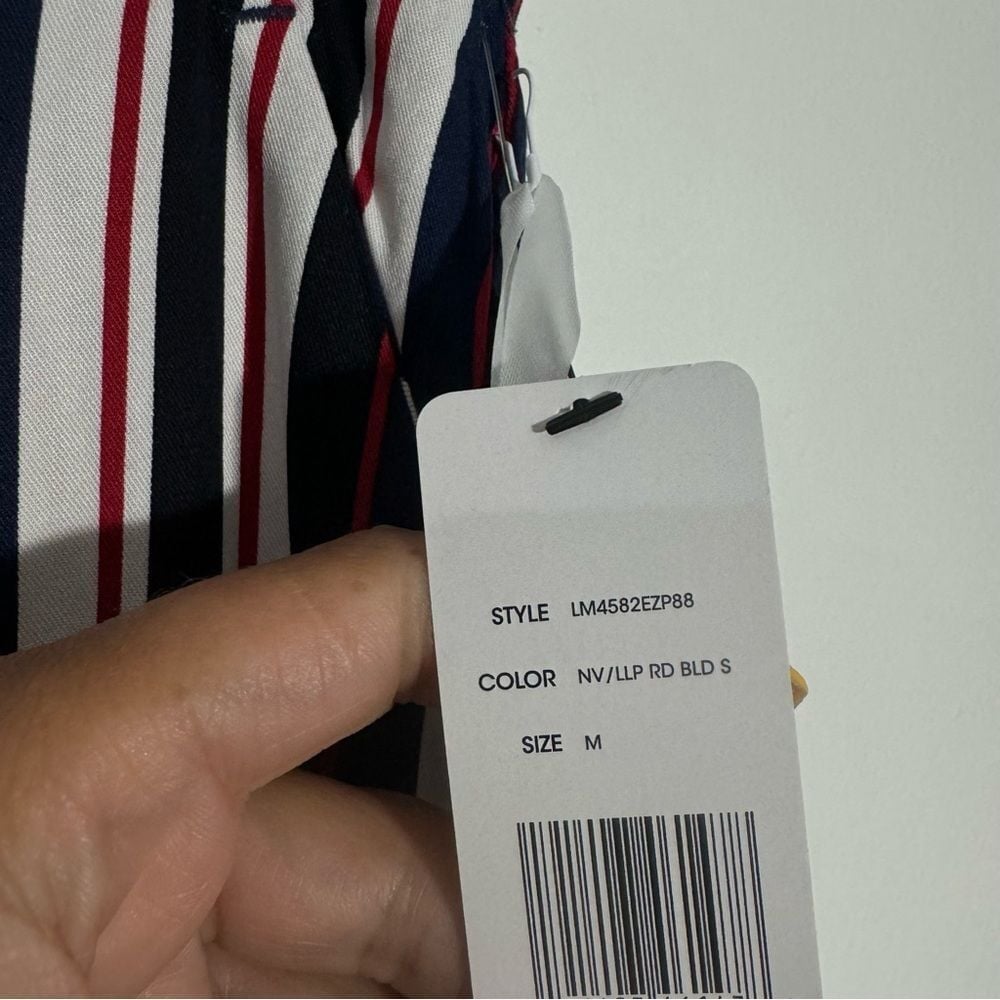 STYLE LM4582EZP88
COLOR NV/LLP RD BLD S
SIZE M